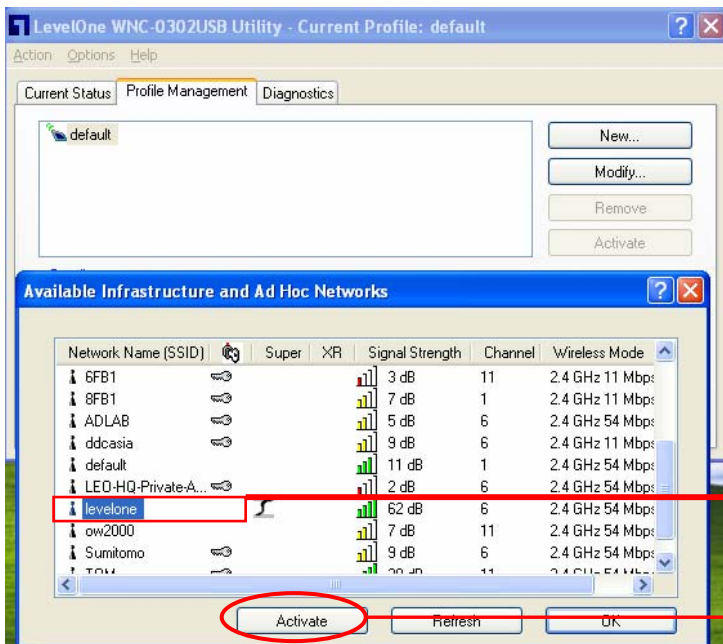 LevelOne WNC-0302USB Utility - Current Profile: default
Action Options Help
Current Status Profile Management Diagnostics
default
New...
Modify...
Remove
Activate
Available Infrastructure and Ad Hoc Networks
Network Name (SSID) Super XR Signal Strength Channel Wireless Mode
6FB1 3 dB 11 2.4 GHz 11 Mbps
8FB1 7 dB 1 2.4 GHz 11 Mbps
ADLAB 5 dB 6 2.4 GHz 54 Mbps
ddcasia 9 dB 6 2.4 GHz 54 Mbps
default 11 dB 1 2.4 GHz 54 Mbps
LEO-HQ-Private-A... 2 dB 6 2.4 GHz 54 Mbps
levelone 62 dB 6 2.4 GHz 54 Mbps
ow2000 7 dB 11 2.4 GHz 54 Mbps
Sumitomo 9 dB 6 2.4 GHz 54 Mbps
Activate Refresh OK